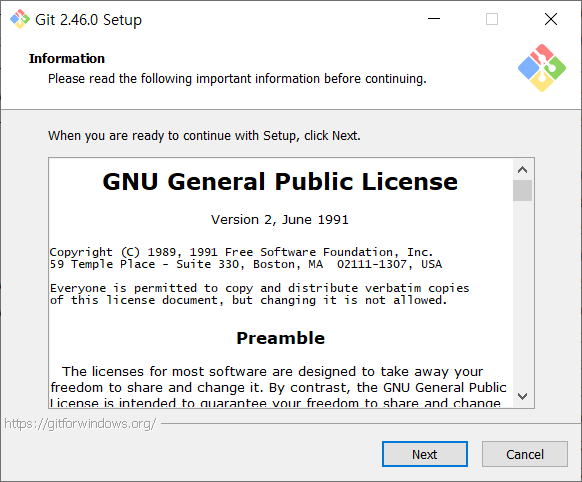 Git 2.46.0 Setup
Information
Please read the following important information before continuing.
When you are ready to continue with Setup, click Next.
GNU General Public License
Version 2, June 1991
Copyright (C) 1989, 1991 Free Software Foundation, Inc.
59 Temple Place - Suite 330, Boston, MA  02111-1307, USA
Everyone is permitted to copy and distribute verbatim copies
of this license document, but changing it is not allowed.
Preamble
The licenses for most software are designed to take away your
freedom to share and change it. By contrast, the GNU General Public
License is intended to guarantee your freedom to share and change
https://gitforwindows.org/
Next
Cancel